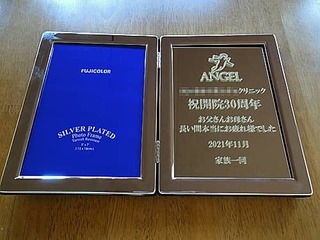 FUJICOLOR
SILVER PLATED
Photo Frame
ANGEL
クリニック
祝開院30周年
お父さんお母さん
長い間本当にお疲れ様でした
2021年11月
家族一同